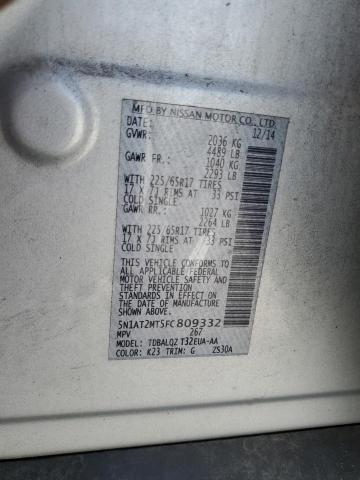 MFD BY NISSAN MOTOR CO., LTD.
DATE: 12/14
GVWR: 2036 KG
4489 LB
GAWR FR: 1040 KG
2293 LB
WITH 225/65R17 TIRES
17 X 7J RIMS AT 33 PSI
COLD SINGLE.
GAWR RR: 1027 KG
2264 LB
WITH 225/65R17 TIRES
17 X 7J RIMS AT 33 PSI
COLD SINGLE.
THIS VEHICLE CONFORMS TO
ALL APPLICABLE FEDERAL
MOTOR VEHICLE SAFETY AND
THEFT PREVENTION STANDARDS
IN EFFECT ON THE
DATE OF MANUFACTURE
SHOWN ABOVE.
5N1AT2MT5FC809332
MPV 267
MODEL: TDBALQZ T32EUA-AA
COLOR: K23 TRIM: G ZS30A